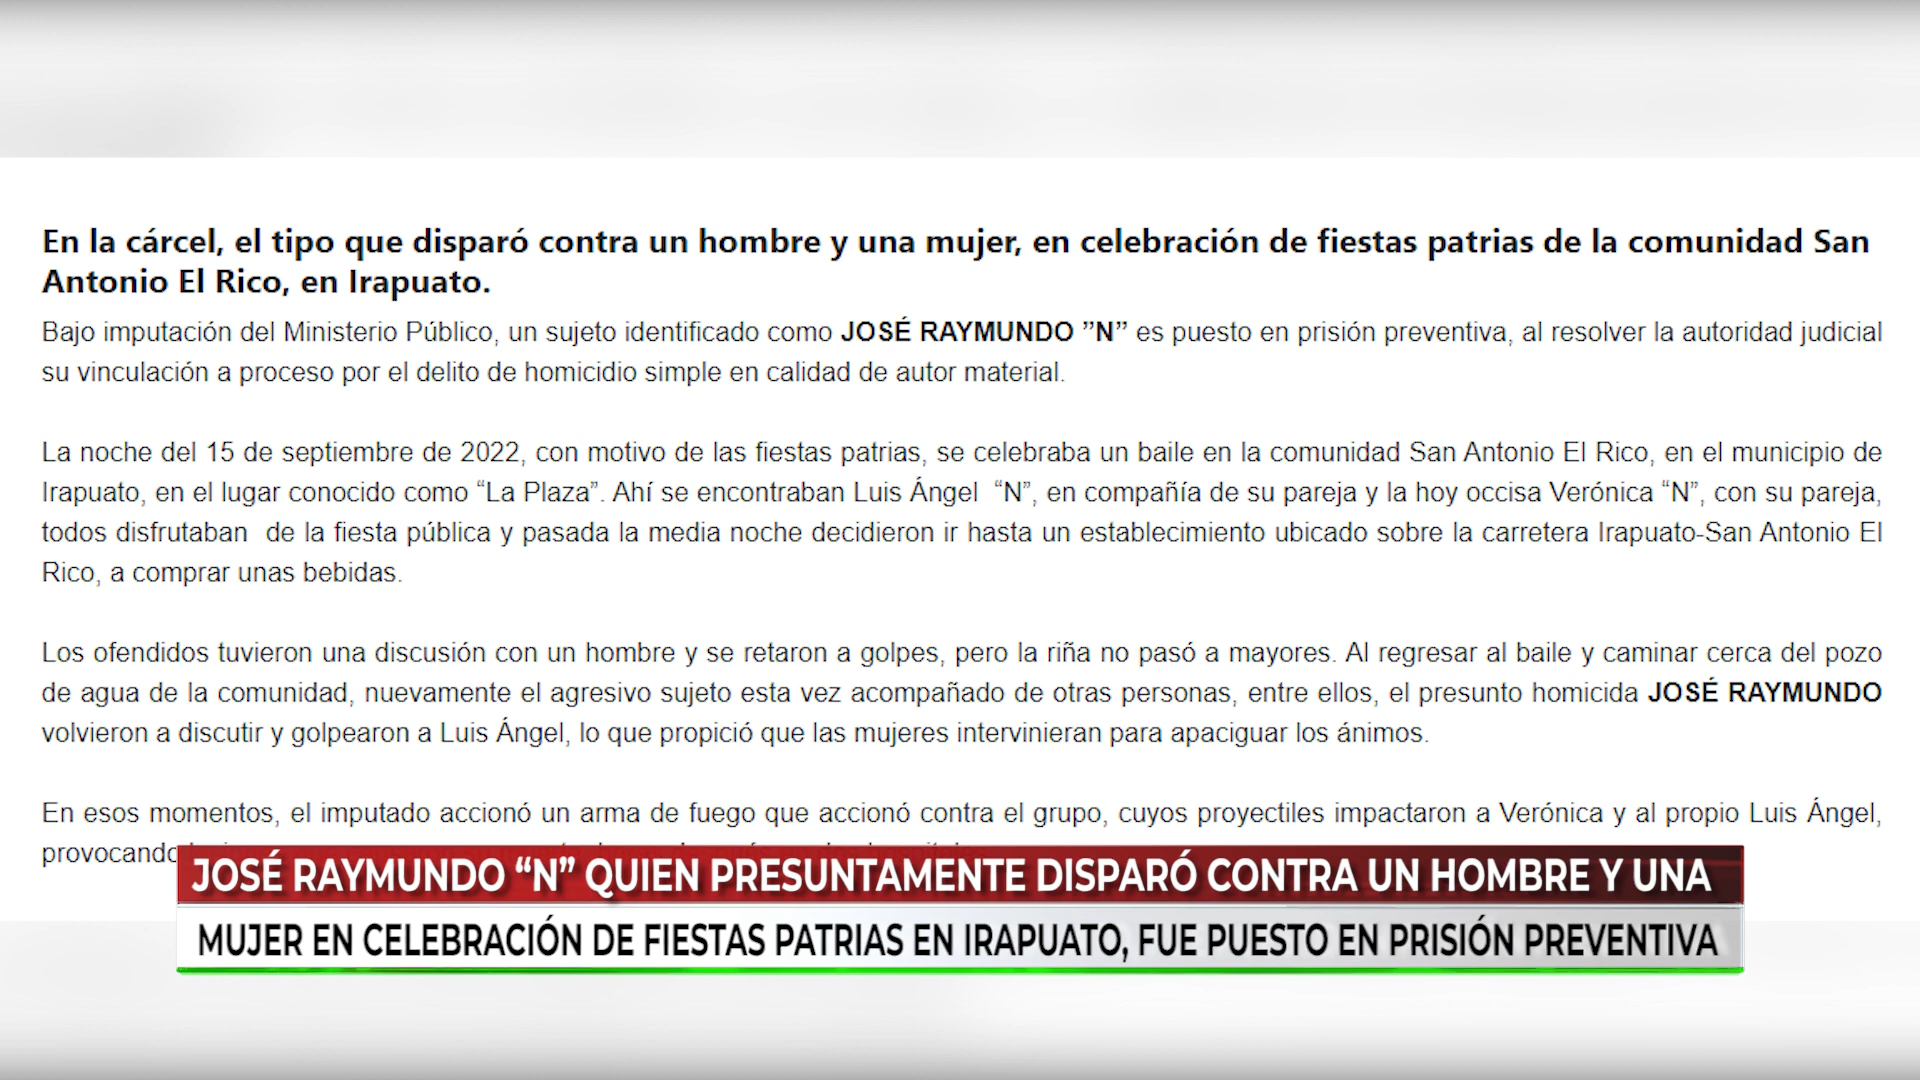 En la cárcel, el tipo que disparó contra un hombre y una mujer, en celebración de fiestas patrias de la comunidad San
Antonio El Rico, en Irapuato.
Bajo imputación del Ministerio Público, un sujeto identificado como JOSÉ RAYMUNDO ”N” es puesto en prisión preventiva, al resolver la autoridad judicial
su vinculación a proceso por el delito de homicidio simple en calidad de autor material.
La noche del 15 de septiembre de 2022, con motivo de las fiestas patrias, se celebraba un baile en la comunidad San Antonio El Rico, en el municipio de
Irapuato, en el lugar conocido como “La Plaza”. Ahí se encontraban Luis Ángel “N”, en compañía de su pareja y la hoy occisa Verónica “N”, con su pareja,
todos disfrutaban de la fiesta pública y pasada la media noche decidieron ir hasta un establecimiento ubicado sobre la carretera Irapuato-San Antonio El
Rico, a comprar unas bebidas.
Los ofendidos tuvieron una discusión con un hombre y se retaron a golpes, pero la riña no pasó a mayores. Al regresar al baile y caminar cerca del pozo
de agua de la comunidad, nuevamente el agresivo sujeto esta vez acompañado de otras personas, entre ellos, el presunto homicida JOSÉ RAYMUNDO
volvieron a discutir y golpearon a Luis Ángel, lo que propició que las mujeres intervinieran para apaciguar los ánimos.
En esos momentos, el imputado accionó un arma de fuego que accionó contra el grupo, cuyos proyectiles impactaron a Verónica y al propio Luis Ángel,
provocando
JOSÉ RAYMUNDO “N” QUIEN PRESUNTAMENTE DISPARÓ CONTRA UN HOMBRE Y UNA
MUJER EN CELEBRACIÓN DE FIESTAS PATRIAS EN IRAPUATO, FUE PUESTO EN PRISIÓN PREVENTIVA